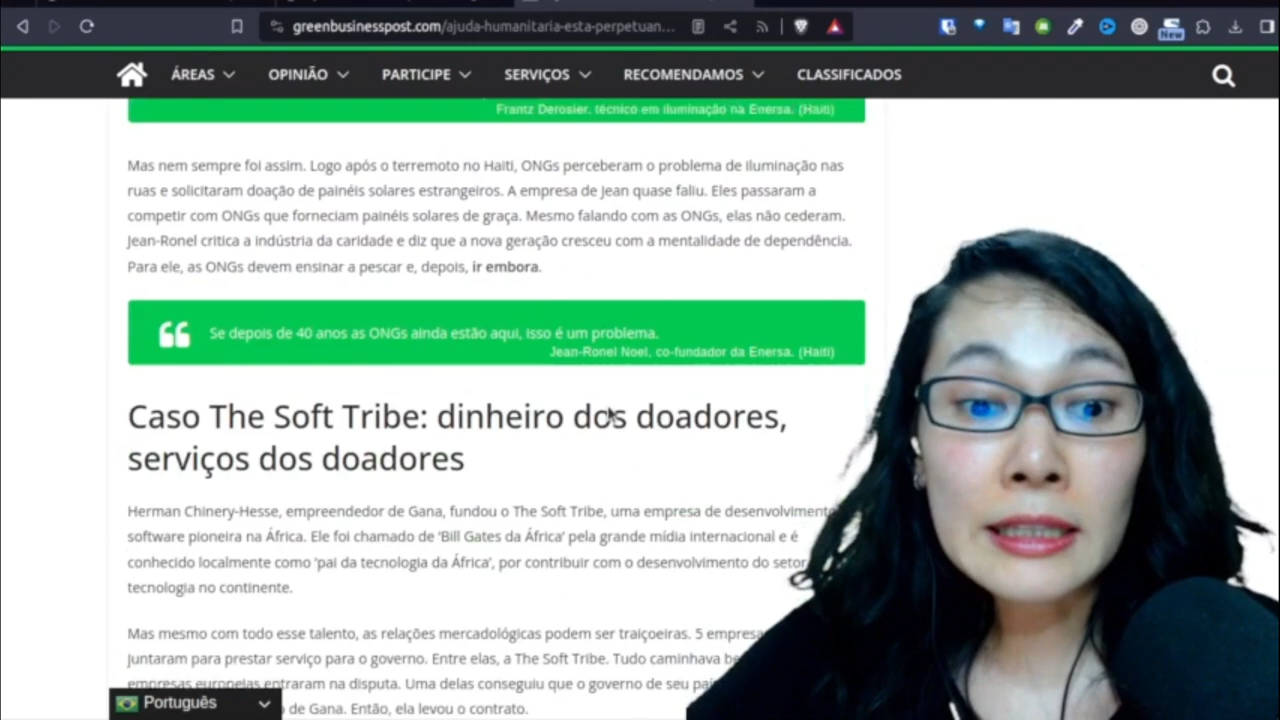 greenbusinesspost.com/ajuda-humanitaria-esta-perpetuan...
New
ÁREAS
OPINIÃO
PARTICIPE
SERVIÇOS
RECOMENDAMOS
CLASSIFICADOS
Frantz Derosier, técnico em iluminação na Enersa. (Haiti)
Mas nem sempre foi assim. Logo após o terremoto no Haiti, ONGs perceberam o problema de iluminação nas
ruas e solicitaram doação de painéis solares estrangeiros. A empresa de Jean quase faliu. Eles passaram a
competir com ONGs que forneciam painéis solares de graça. Mesmo falando com as ONGs, elas não cederam.
Jean-Ronel critica a indústria da caridade e diz que a nova geração cresceu com a mentalidade de dependência.
Para ele, as ONGs devem ensinar a pescar e, depois, ir embora.
Se depois de 40 anos as ONGs ainda estão aqui, isso é um problema.
Jean-Ronel Noel, co-fundador da Enersa. (Haiti)
Caso The Soft Tribe: dinheiro dos doadores,
serviços dos doadores
Herman Chinery-Hesse, empreendedor de Gana, fundou o The Soft Tribe, uma empresa de desenvolvimento
software pioneira na África. Ele foi chamado de ‘Bill Gates da África’ pela grande mídia internacional e é
conhecido localmente como ‘pai da tecnologia da África’, por contribuir com o desenvolvimento do setor
tecnologia no continente.
Mas mesmo com todo esse talento, as relações mercadológicas podem ser traiçoeiras. 5 empresa
juntaram para prestar serviço para o governo. Entre elas, a The Soft Tribe. Tudo caminhava be
empresas europeias entraram na disputa. Uma delas conseguiu que o governo de seu paí
de Gana. Então, ela levou o contrato.
Português